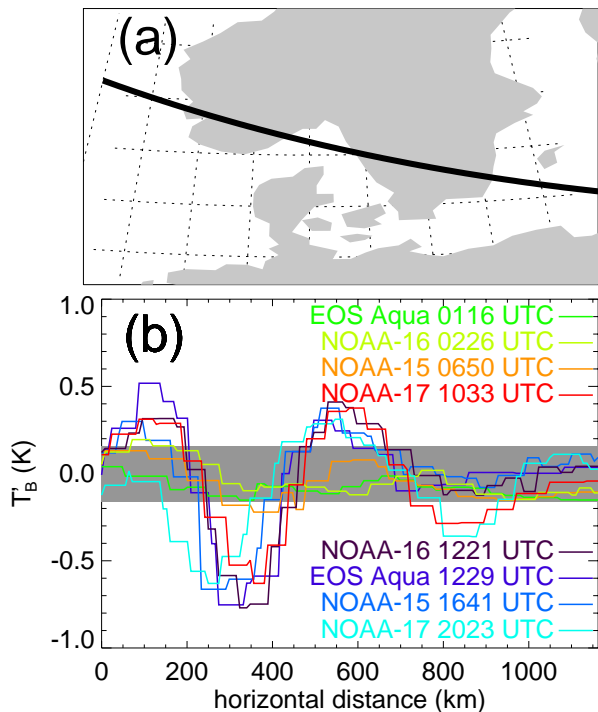 (a)
(b)
1.0
0.5
0.0
-0.5
-1.0
T'B (K)
EOS Aqua 0116 UTC
NOAA-16 0226 UTC
NOAA-15 0650 UTC
NOAA-17 1033 UTC
NOAA-16 1221 UTC
EOS Aqua 1229 UTC
NOAA-15 1641 UTC
NOAA-17 2023 UTC
0 200 400 600 800 1000
horizontal distance (km)